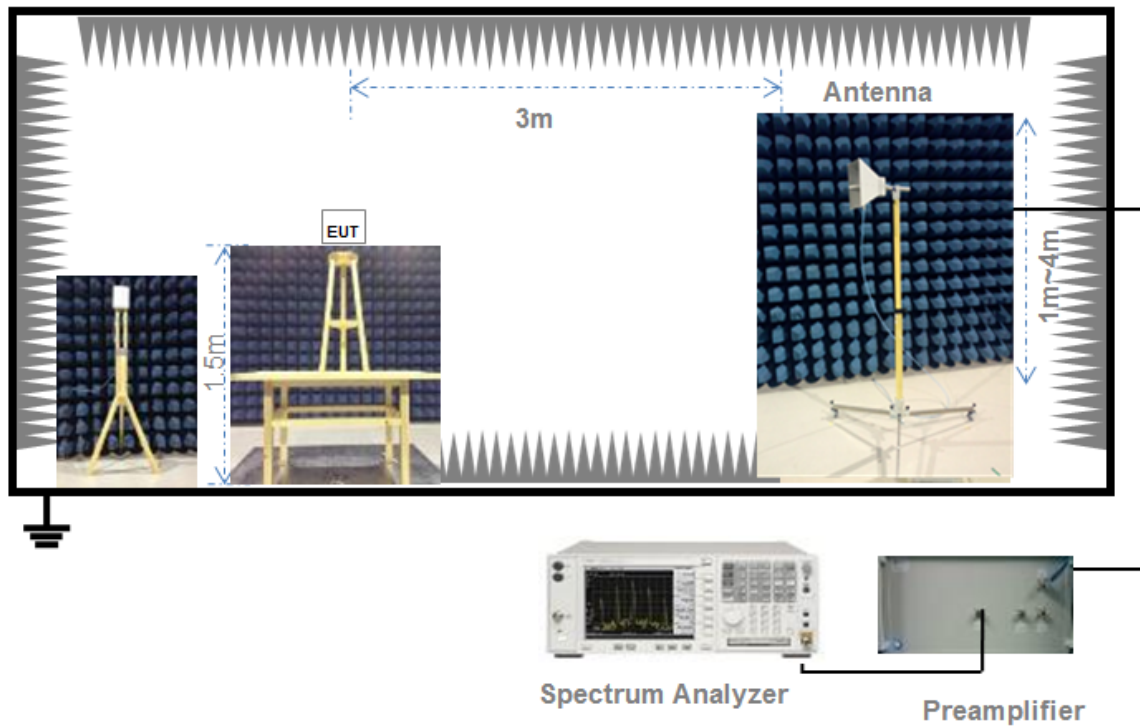 Antenna
3m
EUT
1.5m
1m~4m
Spectrum Analyzer
Preamplifier